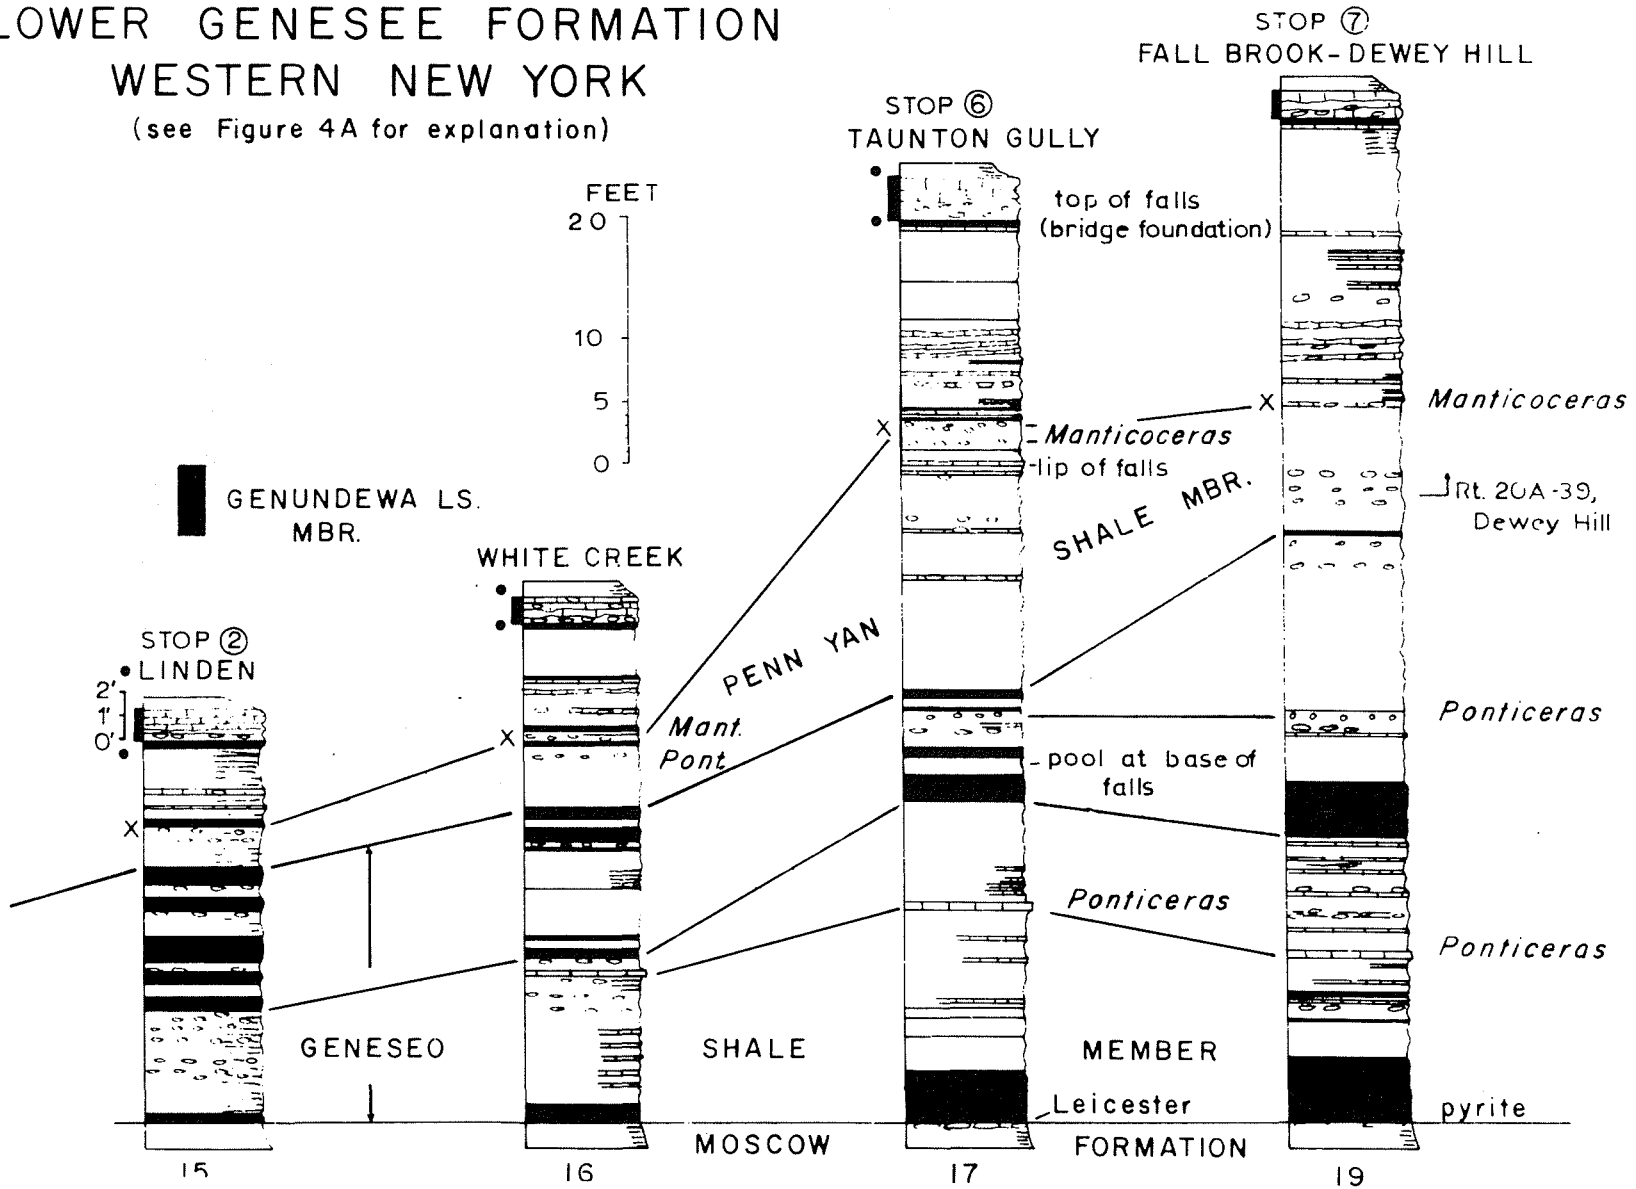 LOWER GENESEE FORMATION
WESTERN NEW YORK
(see Figure 4A for explanation)
STOP ⑦
FALL BROOK-DEWEY HILL
STOP ⑥
TAUNTON GULLY
FEET
20
10
5
0
top of falls
(bridge foundation)
GENUNDEWA LS.
MBR.
WHITE CREEK
STOP ②
LINDEN
2'
1'
0'
X
X
X
X
Manticoceras
Manticoceras
lip of falls
Rt. 20A-39,
Dewey Hill
PENN YAN SHALE MBR.
Mant.
Pont.
Ponticeras
pool at base of
falls
Ponticeras
Ponticeras
GENESEO SHALE MEMBER
Leicester pyrite
MOSCOW FORMATION
15
16
17
19